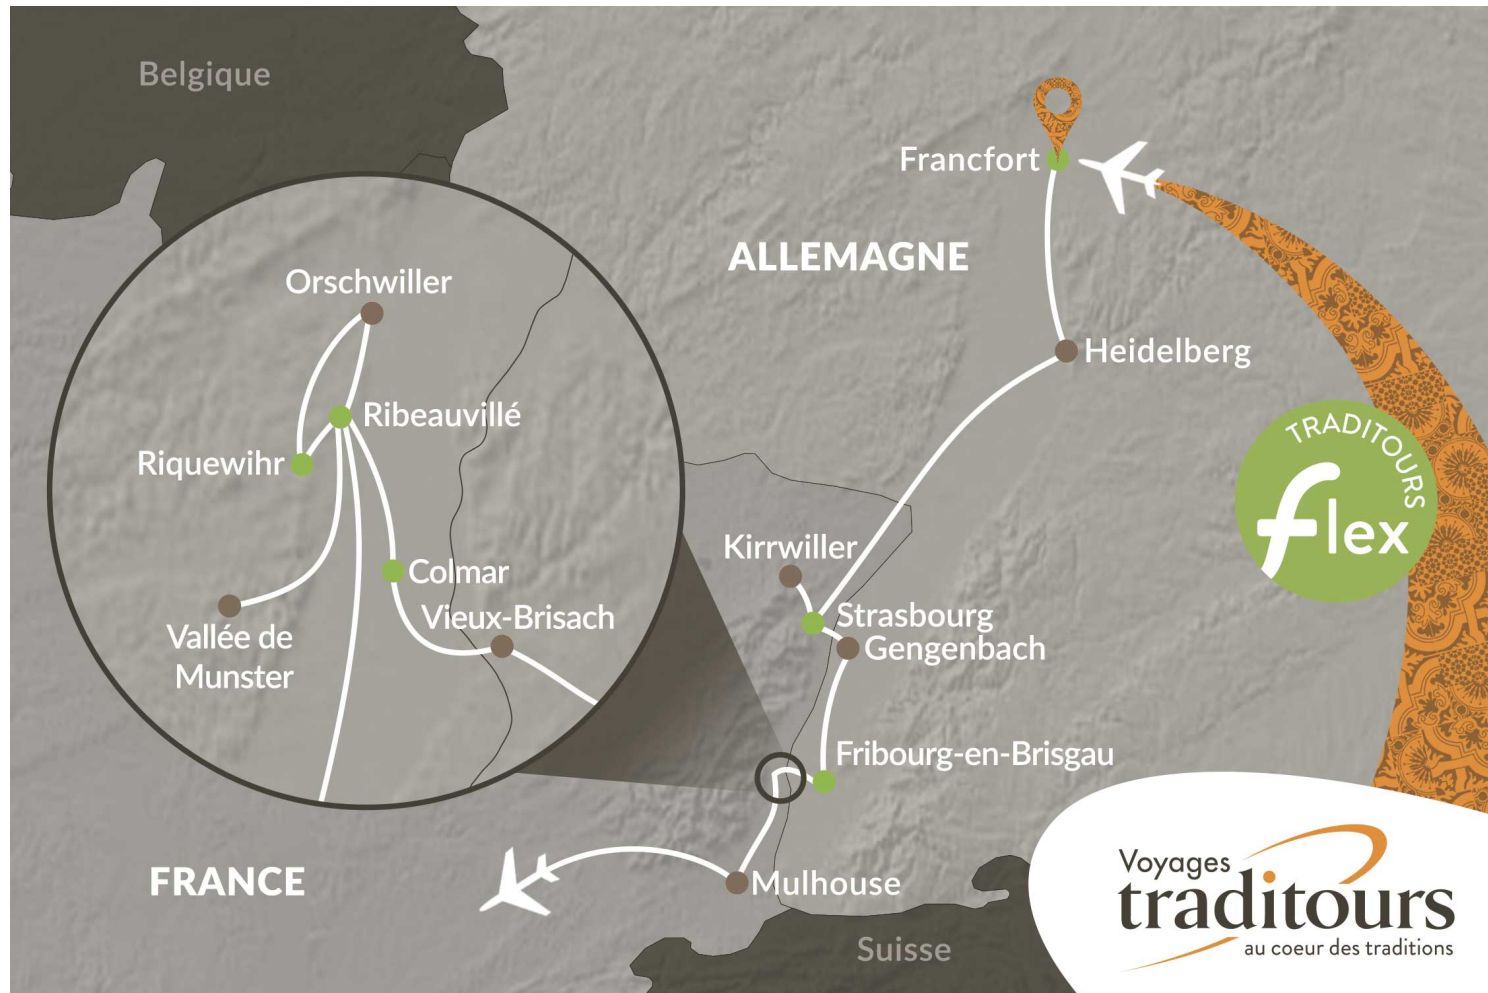 Belgique
Francfort
ALLEMAGNE
Orschwiller
Heidelberg
Ribeauvillé
Riquewihr
TRADITOURS
flex
Kirrwiller
Colmar
Vieux-Brisach
Strasbourg
Gengenbach
Vallée de
Munster
Fribourg-en-Brisgau
FRANCE
Mulhouse
Suisse
Voyages
traditours
au coeur des traditions